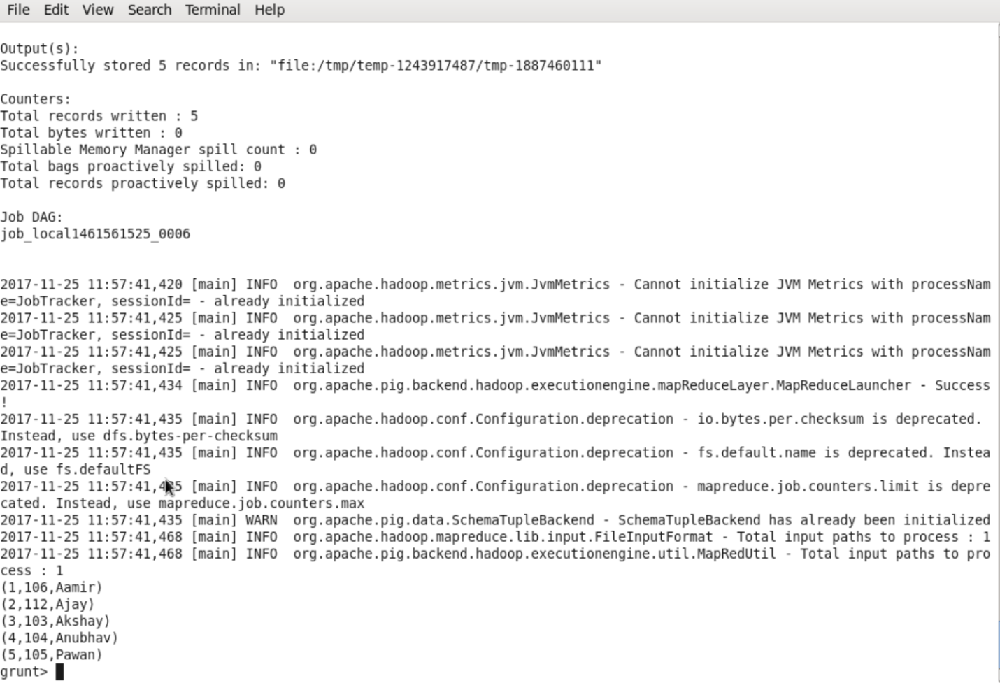 File Edit View Search Terminal Help
Output(s):
Successfully stored 5 records in: "file:/tmp/temp-1243917487/tmp-1887460111"
Counters:
Total records written : 5
Total bytes written : 0
Spillable Memory Manager spill count : 0
Total bags proactively spilled: 0
Total records proactively spilled: 0
Job DAG:
job_local1461561525_0006
2017-11-25 11:57:41,420 [main] INFO  org.apache.hadoop.metrics.jvm.JvmMetrics - Cannot initialize JVM Metrics with processNam
e=JobTracker, sessionId= - already initialized
2017-11-25 11:57:41,425 [main] INFO  org.apache.hadoop.metrics.jvm.JvmMetrics - Cannot initialize JVM Metrics with processNam
e=JobTracker, sessionId= - already initialized
2017-11-25 11:57:41,425 [main] INFO  org.apache.hadoop.metrics.jvm.JvmMetrics - Cannot initialize JVM Metrics with processNam
e=JobTracker, sessionId= - already initialized
2017-11-25 11:57:41,434 [main] INFO  org.apache.pig.backend.hadoop.executionengine.mapReduceLayer.MapReduceLauncher - Success
!
2017-11-25 11:57:41,435 [main] INFO  org.apache.hadoop.conf.Configuration.deprecation - io.bytes.per.checksum is deprecated.
Instead, use dfs.bytes-per-checksum
2017-11-25 11:57:41,435 [main] INFO  org.apache.hadoop.conf.Configuration.deprecation - fs.default.name is deprecated. Instea
d, use fs.defaultFS
2017-11-25 11:57:41,435 [main] INFO  org.apache.hadoop.conf.Configuration.deprecation - mapreduce.job.counters.limit is depre
cated. Instead, use mapreduce.job.counters.max
2017-11-25 11:57:41,435 [main] WARN  org.apache.pig.data.SchemaTupleBackend - SchemaTupleBackend has already been initialized
2017-11-25 11:57:41,468 [main] INFO  org.apache.hadoop.mapreduce.lib.input.FileInputFormat - Total input paths to process : 1
2017-11-25 11:57:41,468 [main] INFO  org.apache.pig.backend.hadoop.executionengine.util.MapRedUtil - Total input paths to pro
cess : 1
(1,106,Aamir)
(2,112,Ajay)
(3,103,Akshay)
(4,104,Anubhav)
(5,105,Pawan)
grunt>